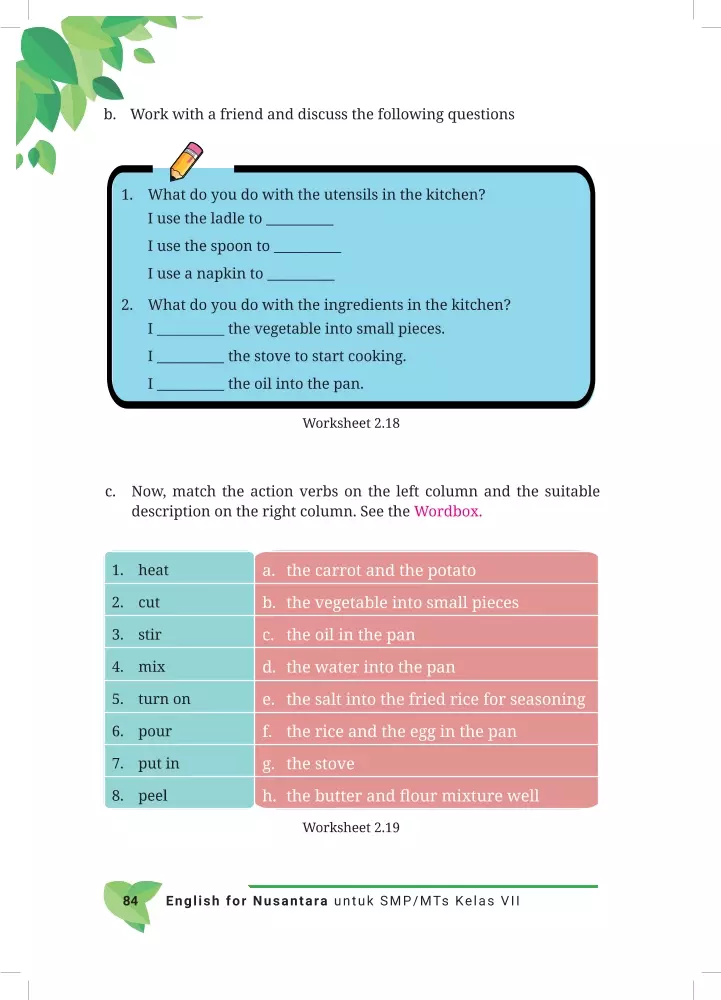 b. Work with a friend and discuss the following questions
1. What do you do with the utensils in the kitchen?
I use the ladle to __________
I use the spoon to __________
I use a napkin to __________
2. What do you do with the ingredients in the kitchen?
I __________ the vegetable into small pieces.
I __________ the stove to start cooking.
I __________ the oil into the pan.
Worksheet 2.18
c. Now, match the action verbs on the left column and the suitable
description on the right column. See the Wordbox.
1. heat a. the carrot and the potato
2. cut b. the vegetable into small pieces
3. stir c. the oil in the pan
4. mix d. the water into the pan
5. turn on e. the salt into the fried rice for seasoning
6. pour f. the rice and the egg in the pan
7. put in g. the stove
8. peel h. the butter and flour mixture well
Worksheet 2.19
84 English for Nusantara untuk SMP/MTs Kelas VII